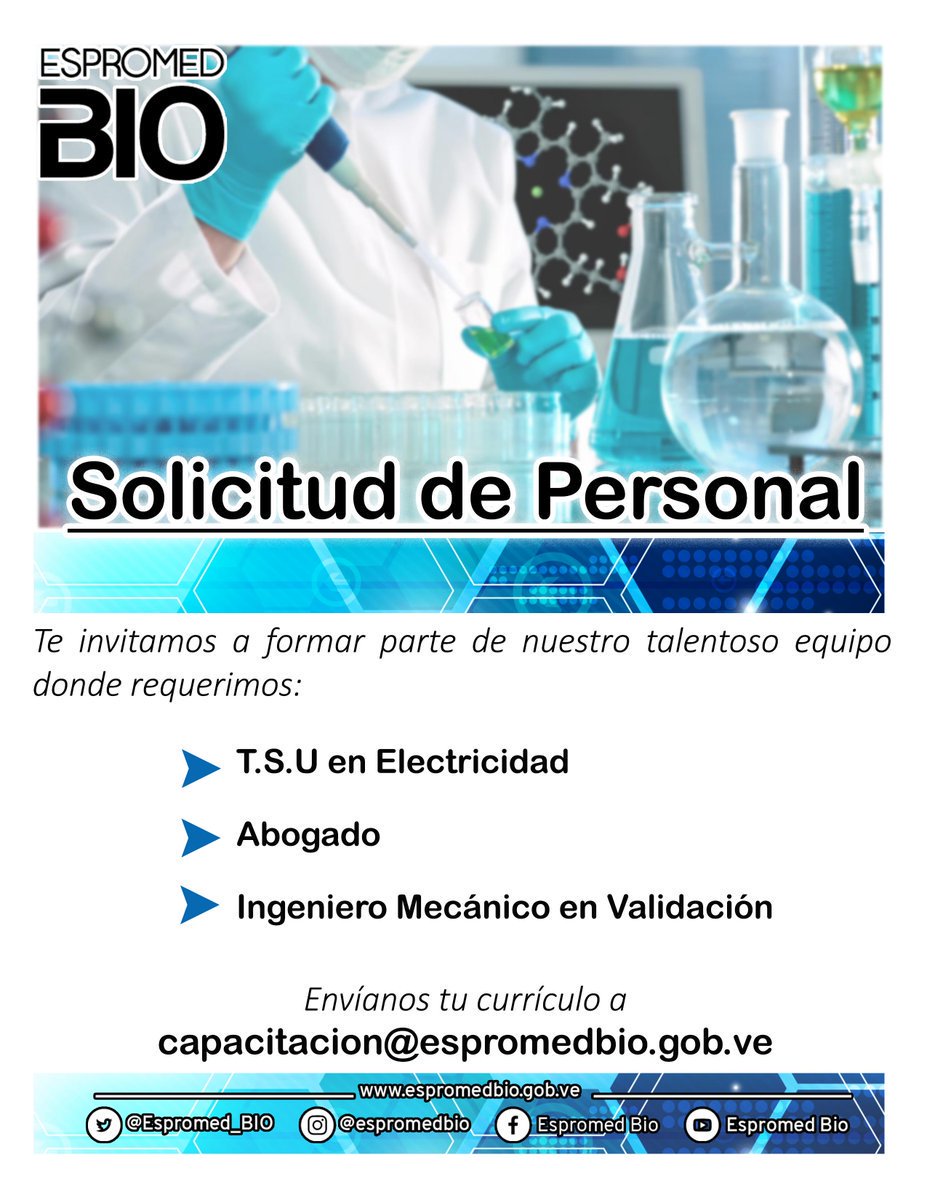 ESPROMED
BIO
Solicitud de Personal
Te invitamos a formar parte de nuestro talentoso equipo
donde requerimos:
T.S.U en Electricidad
Abogado
Ingeniero Mecánico en Validación
Envíanos tu currículo a
capacitacion@espromedbio.gob.ve
www.espromedbio.gob.ve
@Espromed_BIO @espromedbio Espromed Bio Espromed Bio